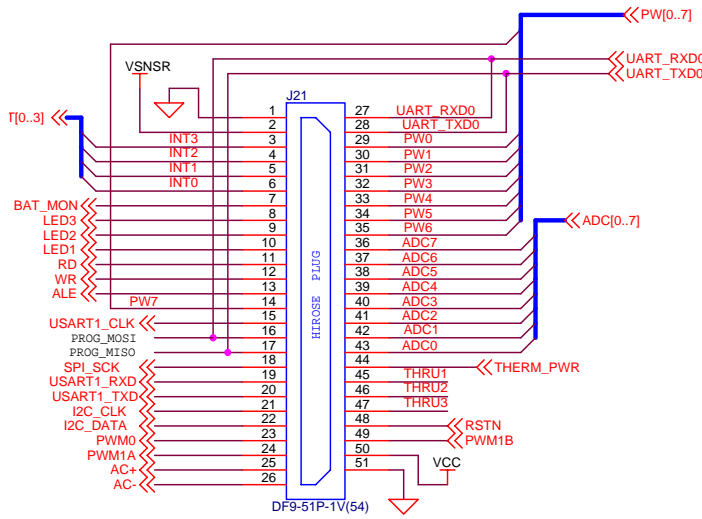 PW[0..7]
UART_RXD0
UART_TXD0
VSNSR
J21
T[0..3]
1
2
INT3 3
INT2 4
INT1 5
INT0 6
BAT_MON 7
LED3 8
LED2 9
LED1 10
RD 11
WR 12
ALE 13
PW7 14
USART1_CLK 15
PROG_MOSI 16
PROG_MISO 17
SPI_SCK 18
USART1_RXD 19
USART1_TXD 20
I2C_CLK 21
I2C_DATA 22
PWM0 23
PWM1A 24
AC+ 25
AC- 26
HIROSE PLUG
27 UART_RXD0
28 UART_TXD0
29 PW0
30 PW1
31 PW2
32 PW3
33 PW4
34 PW5
35 PW6
ADC[0..7]
36 ADC7
37 ADC6
38 ADC5
39 ADC4
40 ADC3
41 ADC2
42 ADC1
43 ADC0
44 THERM_PWR
45 THRU1
46 THRU2
47 THRU3
48 RSTN
49 PWM1B
50
51
VCC
DF9-51P-1V(54)